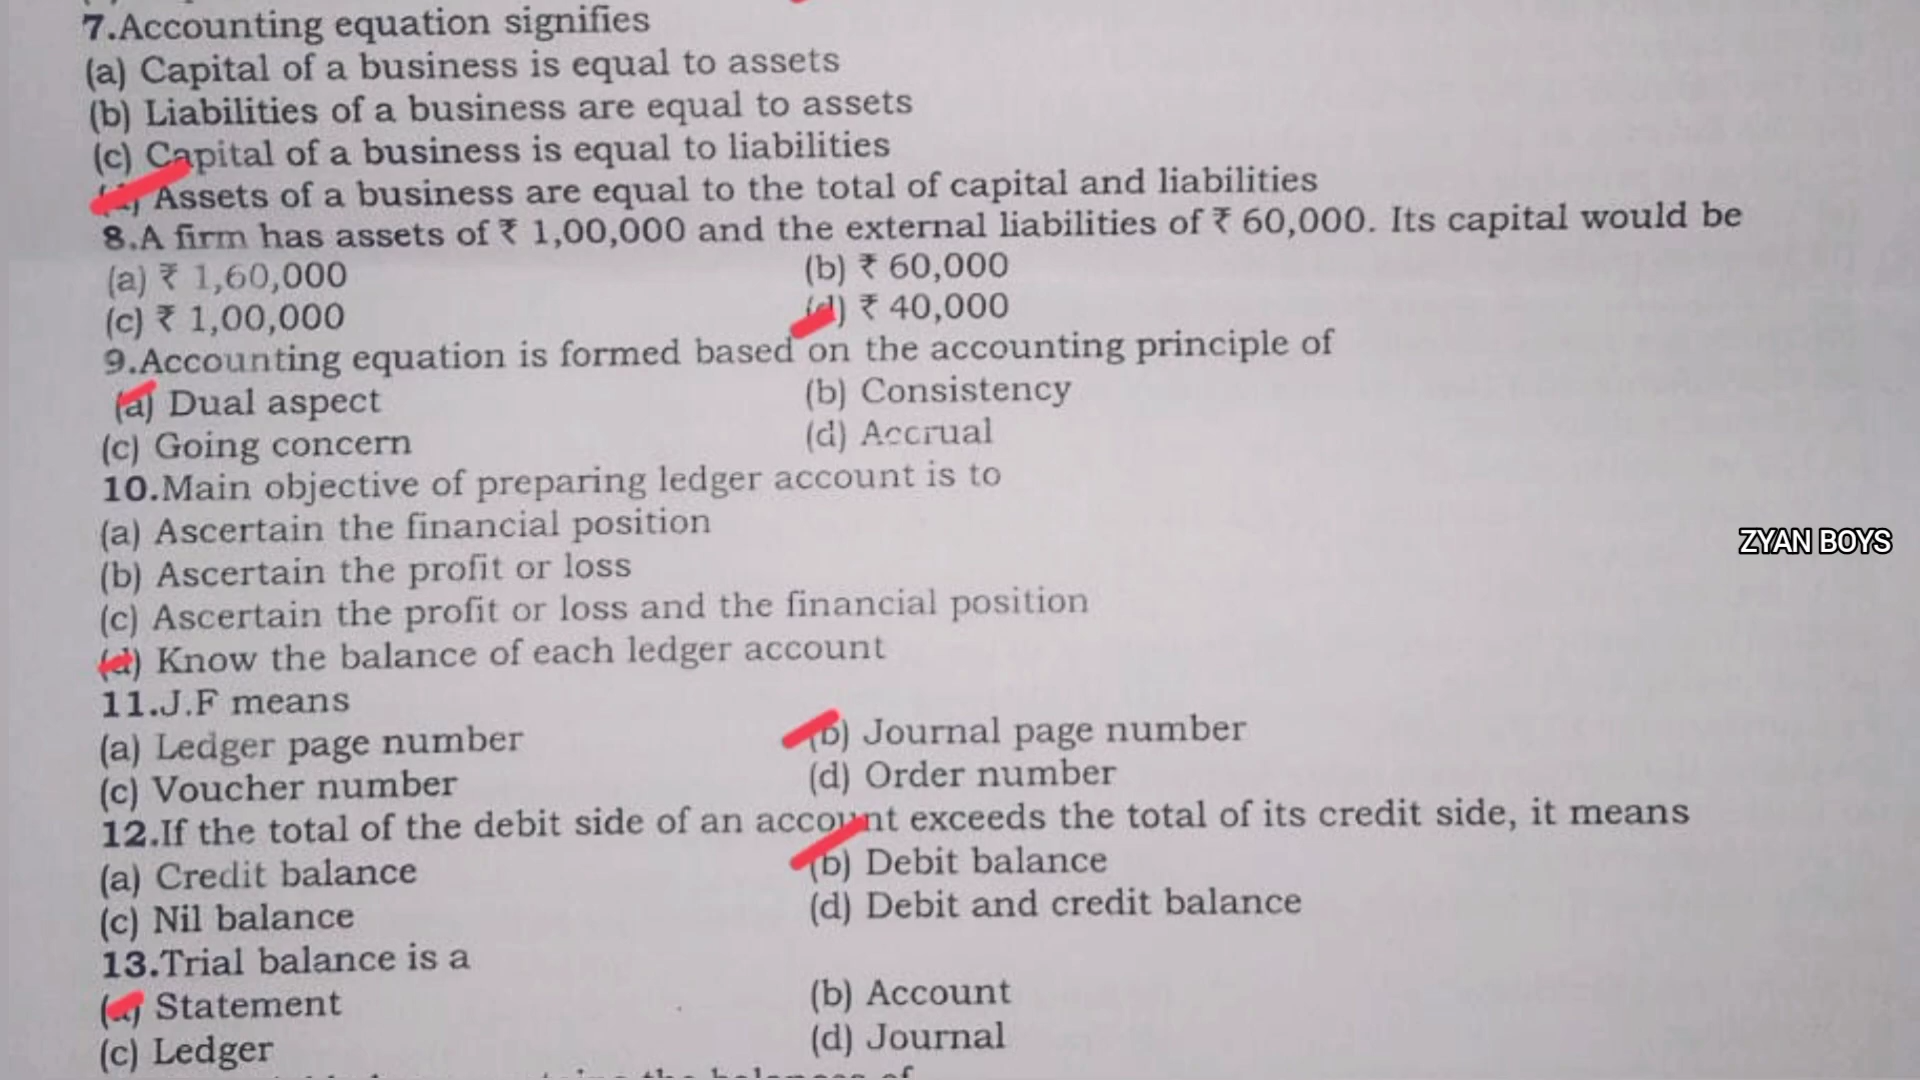 7.Accounting equation signifies
(a) Capital of a business is equal to assets
(b) Liabilities of a business are equal to assets
(c) Capital of a business is equal to liabilities
Assets of a business are equal to the total of capital and liabilities
8.A firm has assets of ₹ 1,00,000 and the external liabilities of ₹ 60,000. Its capital would be
(a) ₹ 1,60,000 (b) ₹ 60,000
(c) ₹ 1,00,000 (d) ₹ 40,000
9.Accounting equation is formed based on the accounting principle of
(a) Dual aspect (b) Consistency
(c) Going concern (d) Accrual
10.Main objective of preparing ledger account is to
(a) Ascertain the financial position
(b) Ascertain the profit or loss
(c) Ascertain the profit or loss and the financial position
(d) Know the balance of each ledger account
ZYAN BOYS
11.J.F means
(a) Ledger page number (b) Journal page number
(c) Voucher number (d) Order number
12.If the total of the debit side of an account exceeds the total of its credit side, it means
(a) Credit balance (b) Debit balance
(c) Nil balance (d) Debit and credit balance
13.Trial balance is a
(a) Statement (b) Account
(c) Ledger (d) Journal